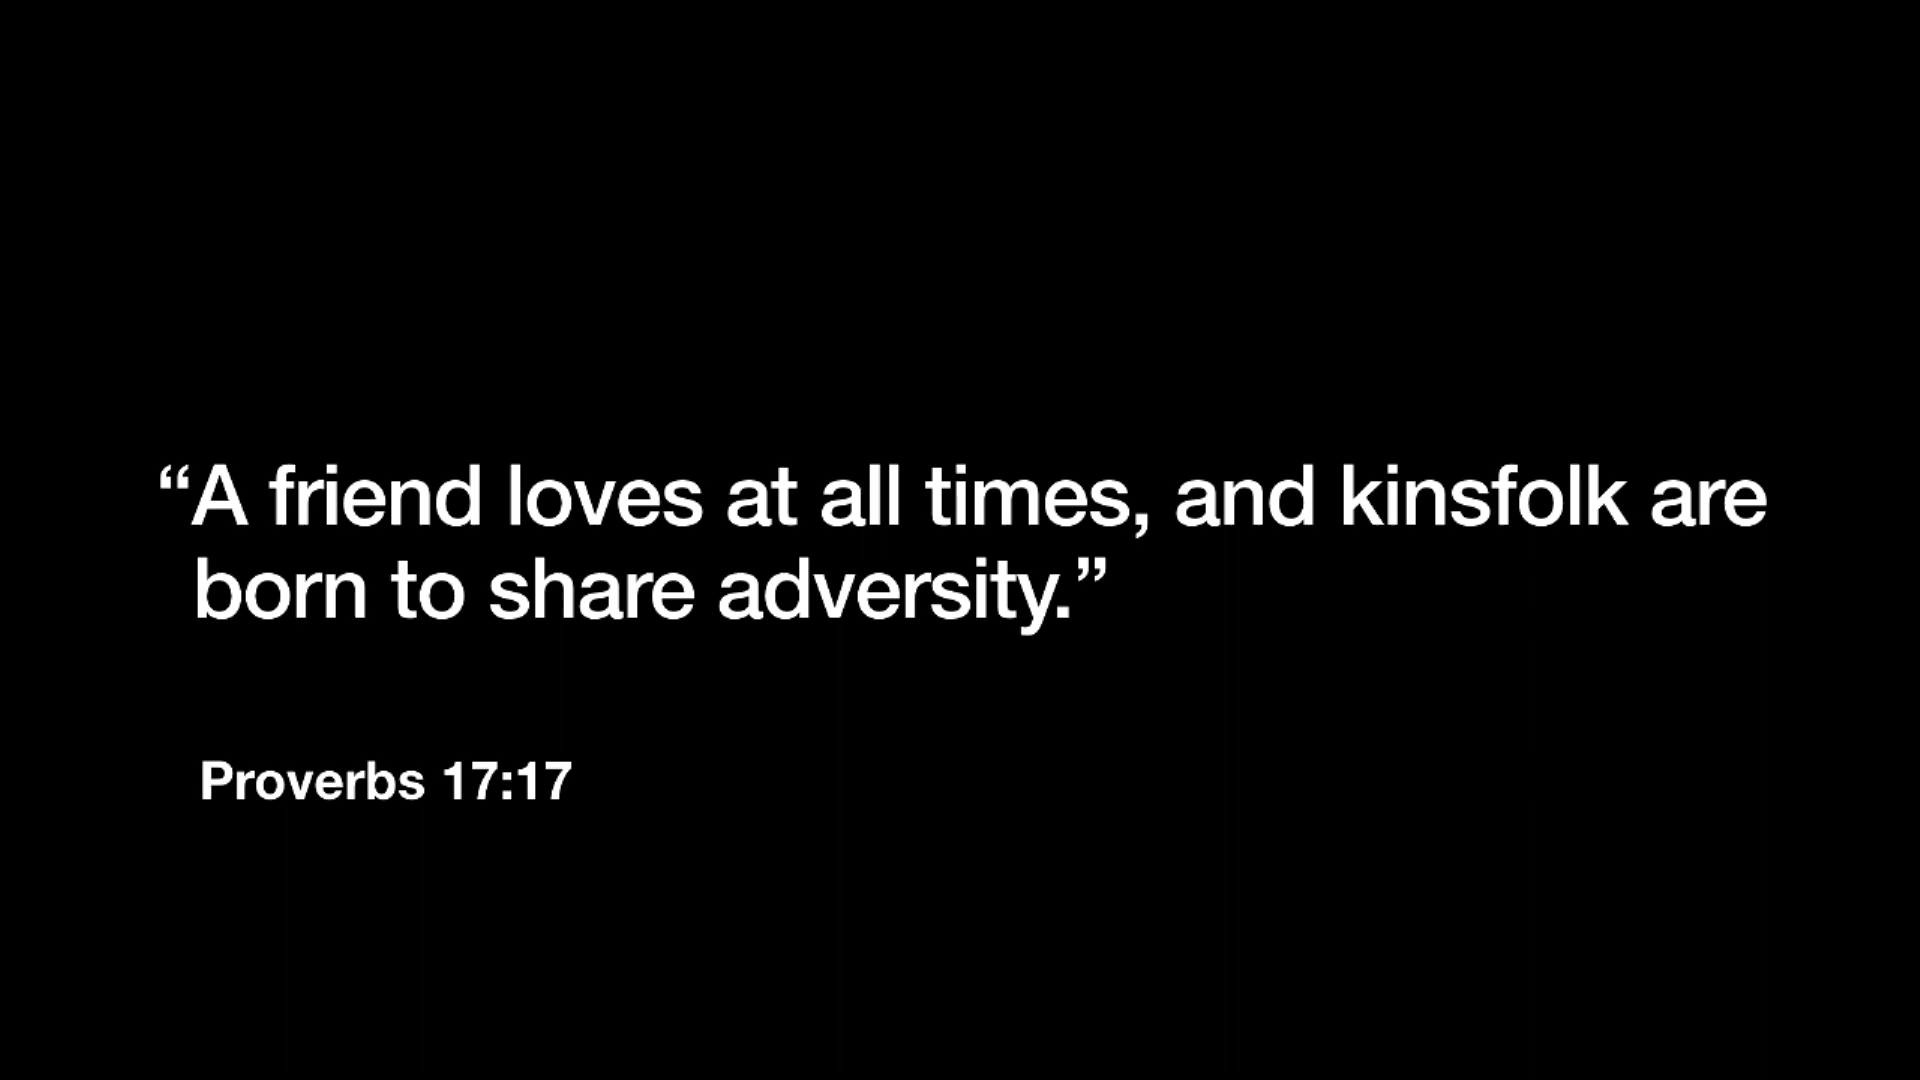 “A friend loves at all times, and kinsfolk are
born to share adversity.”
Proverbs 17:17